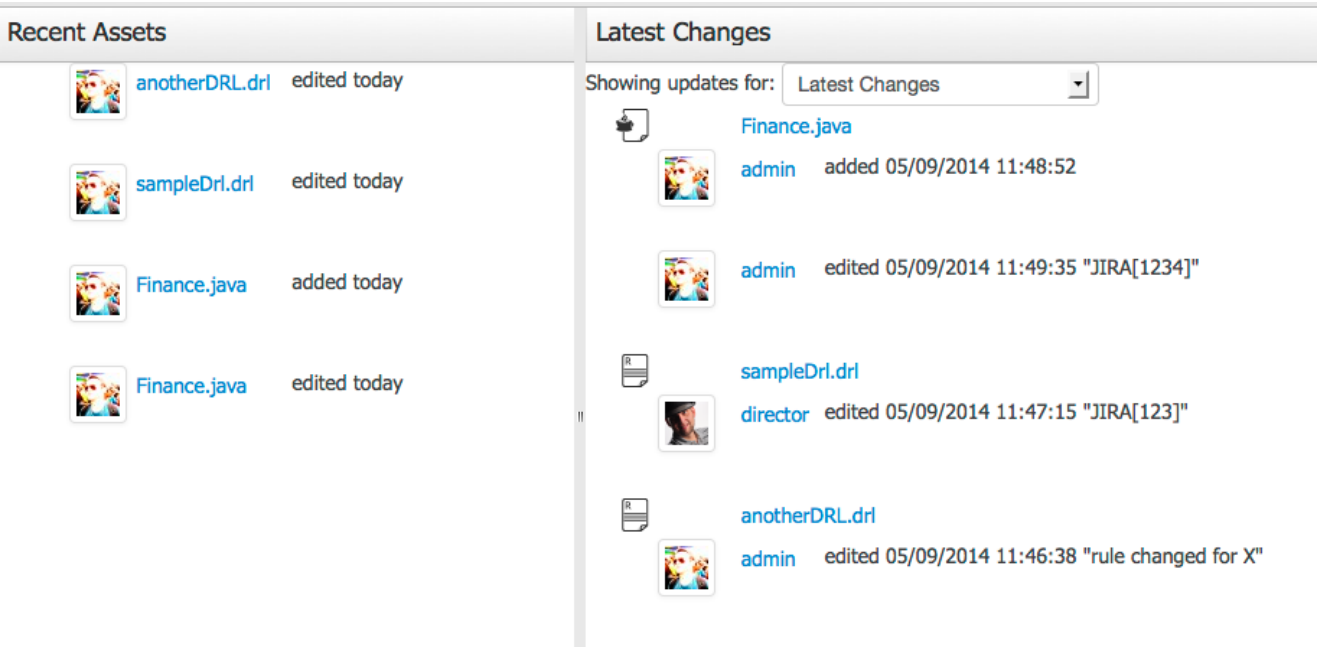 Recent Assets
anotherDRL.drl edited today
sampleDrl.drl edited today
Finance.java added today
Finance.java edited today
Latest Changes
Showing updates for: Latest Changes
Finance.java
admin added 05/09/2014 11:48:52
admin edited 05/09/2014 11:49:35 "JIRA[1234]"
R
sampleDrl.drl
director edited 05/09/2014 11:47:15 "JIRA[123]"
R
anotherDRL.drl
admin edited 05/09/2014 11:46:38 "rule changed for X"